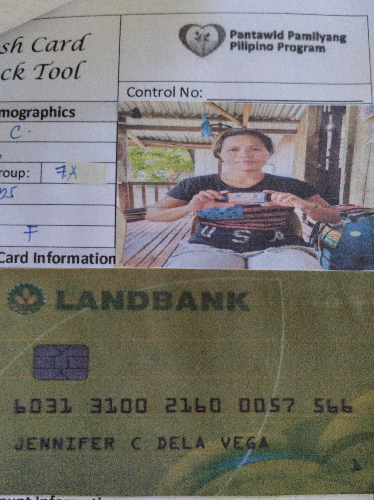 sh Card
ck Tool
Pantawid Pamilyang
Pilipino Program
Control No:
mographics
C.
roup: 7A
F
Card Information
USA
LANDBANK
6031 3100 2160 0057 566
JENNIFER C DELA VEGA
1